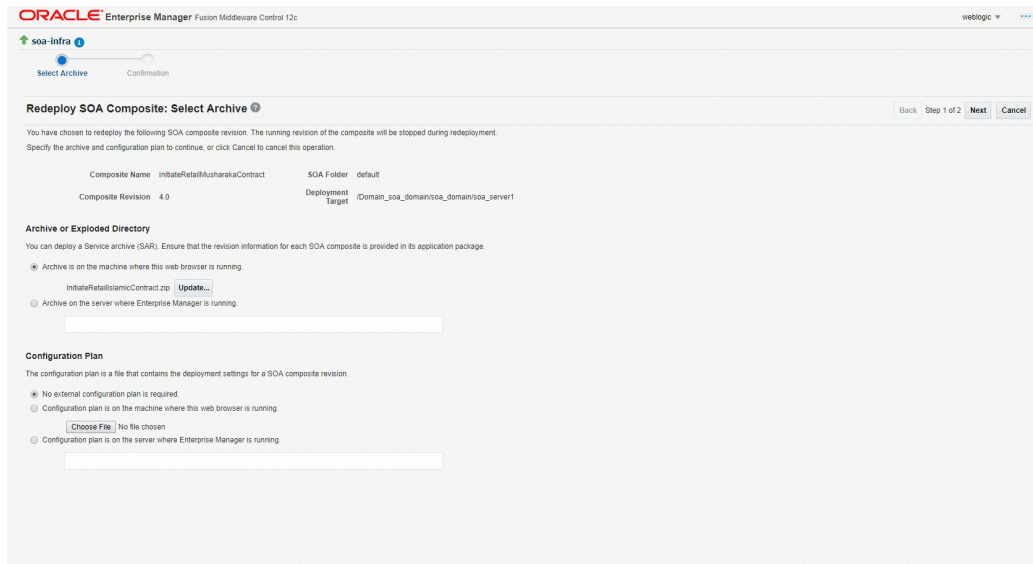 ORACLE Enterprise Manager Fusion Middleware Control 12c
weblogic
soa-infra
Select Archive Confirmation
Redeploy SOA Composite: Select Archive
Back Step 1 of 2 Next Cancel
You have chosen to redeploy the following SOA composite revision. The running revision of the composite will be stopped during redeployment.
Specify the archive and configuration plan to continue, or click Cancel to cancel this operation.
Composite Name InitiateRetailMusharakaContract SOA Folder default
Composite Revision 4.0 Deployment Target /Domain_soa_domain/soa_domain/soa_server1
Archive or Exploded Directory
You can deploy a Service archive (SAR). Ensure that the revision information for each SOA composite is provided in its application package.
Archive is on the machine where this web browser is running.
InitiateRetailIslamicContract.zip Update...
Archive on the server where Enterprise Manager is running.
Configuration Plan
The configuration plan is a file that contains the deployment settings for a SOA composite revision.
No external configuration plan is required.
Configuration plan is on the machine where this web browser is running.
Choose File No file chosen
Configuration plan is on the server where Enterprise Manager is running.